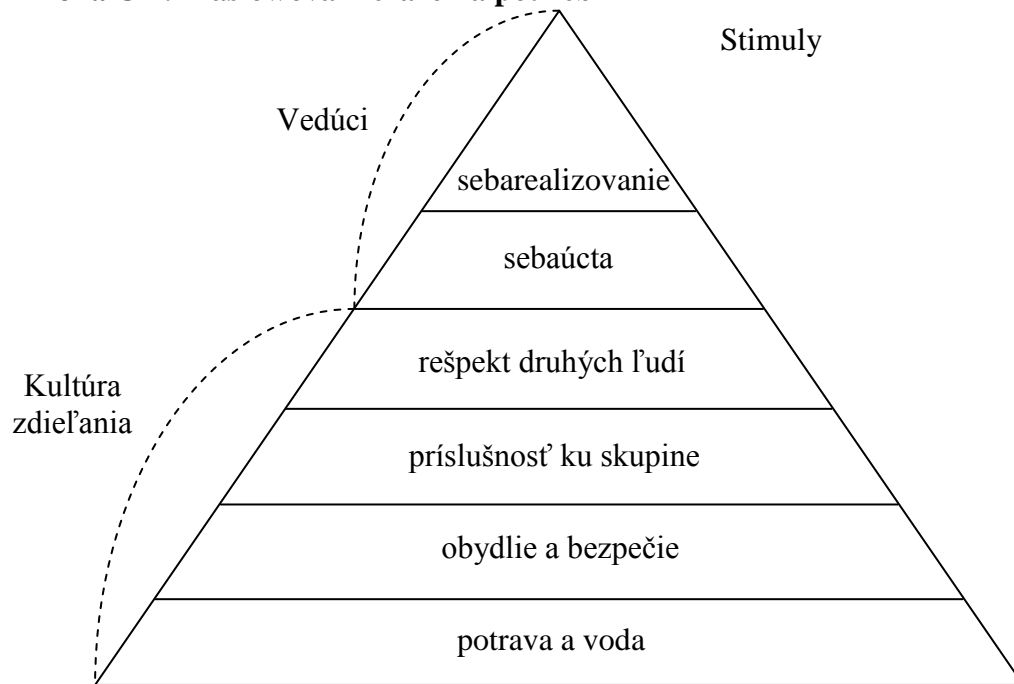 Stimuly
Vedúci
sebarealizovanie
sebaúcta
rešpekt druhých ľudí
Kultúra
zdieľania
príslušnosť ku skupine
obydlie a bezpečie
potrava a voda